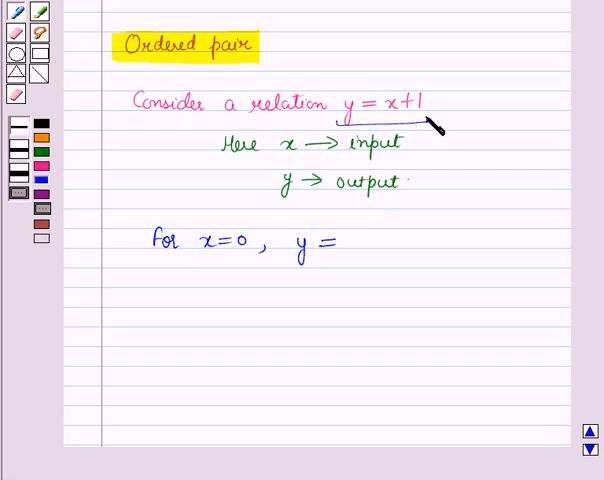 Ordered pair
Consider a relation y = x+1
Here x → input
y → output
for x=0, y =